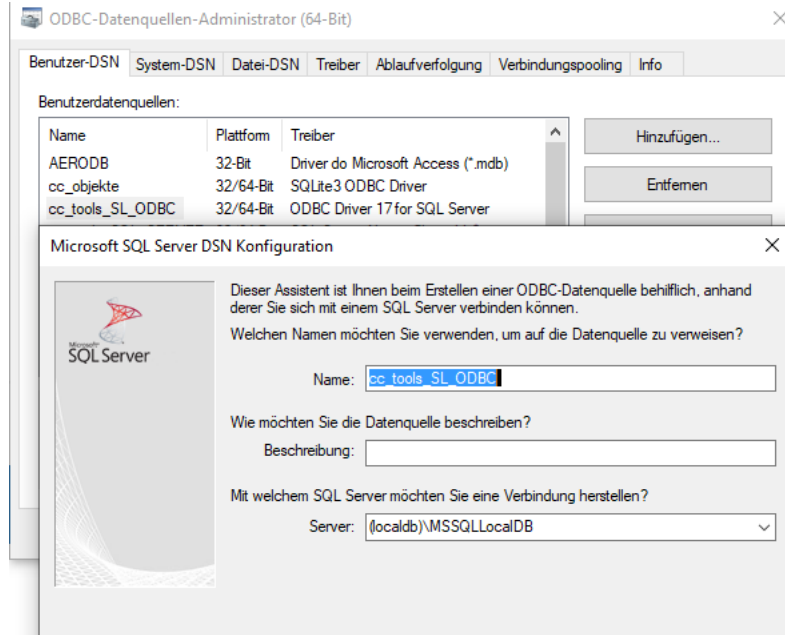 ODBC-Datenquellen-Administrator (64-Bit)
Benutzer-DSN System-DSN Datei-DSN Treiber Ablaufverfolgung Verbindungspooling Info
Benutzerdatenquellen:
Name Plattform Treiber
Hinzufügen...
AERODB 32-Bit Driver do Microsoft Access (*.mdb)
cc_objekte 32/64-Bit SQLite3 ODBC Driver
Entfernen
cc_tools_SL_ODBC 32/64-Bit ODBC Driver 17 for SQL Server
Microsoft SQL Server DSN Konfiguration
Dieser Assistent ist Ihnen beim Erstellen einer ODBC-Datenquelle behilflich, anhand
derer Sie sich mit einem SQL Server verbinden können.
Welchen Namen möchten Sie verwenden, um auf die Datenquelle zu verweisen?
Microsoft
SQL Server
Name: cc_tools_SL_ODBC
Wie möchten Sie die Datenquelle beschreiben?
Beschreibung:
Mit welchem SQL Server möchten Sie eine Verbindung herstellen?
Server: (localdb)\MSSQLLocalDB